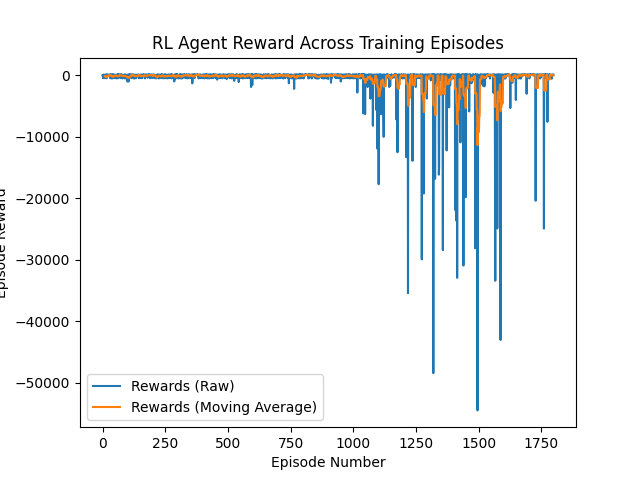 RL Agent Reward Across Training Episodes
0
−10000
−20000
−30000
−40000
−50000
Episode Reward
Rewards (Raw)
Rewards (Moving Average)
0
250
500
750
1000
1250
1500
1750
Episode Number